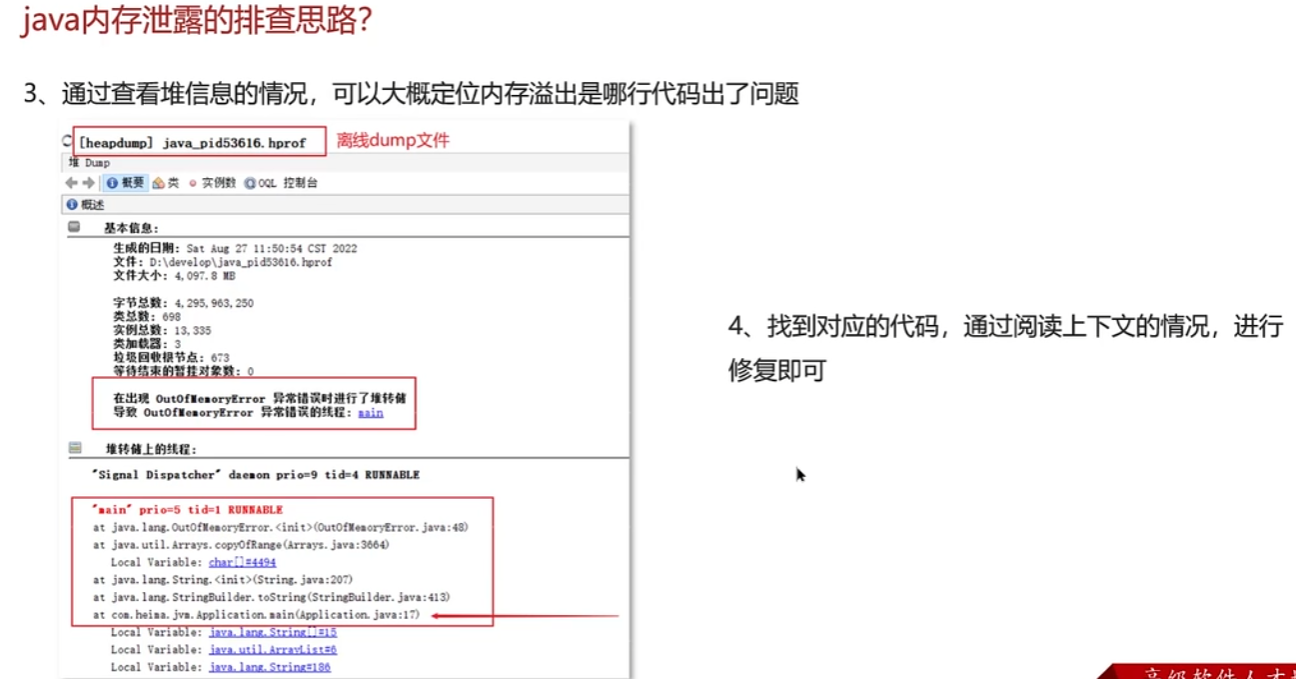 java内存泄露的排查思路?
3、通过查看堆信息的情况，可以大概定位内存溢出是哪行代码出了问题
[heapdump] java_pid53616.hprof 离线dump文件
堆 Dump
概要 类 实例数 OQL 控制台
概述
基本信息:
生成的日期: Sat Aug 27 11:50:54 CST 2022
文件: D:\develop\java_pid53616.hprof
文件大小: 4,097.8 MB
字节总数: 4,295,963,250
类总数: 698
实例总数: 13,335
类加载器: 3
垃圾回收根节点: 673
等待结束的暂挂对象数: 0
在出现 OutOfMemoryError 异常错误时进行了堆转储
导致 OutOfMemoryError 异常错误的线程: main
堆转储上的线程:
"Signal Dispatcher" daemon prio=9 tid=4 RUNNABLE
"main" prio=5 tid=1 RUNNABLE
at java.lang.OutOfMemoryError.<init>(OutOfMemoryError.java:48)
at java.util.Arrays.copyOfRange(Arrays.java:3664)
Local Variable: char[]#4494
at java.lang.String.<init>(String.java:207)
at java.lang.StringBuilder.toString(StringBuilder.java:413)
at com.heima.jvm.Application.main(Application.java:17)
Local Variable: java.lang.String[]#15
Local Variable: java.util.ArrayList#6
Local Variable: java.lang.String#186
4、找到对应的代码，通过阅读上下文的情况，进行
修复即可
高级软件人才